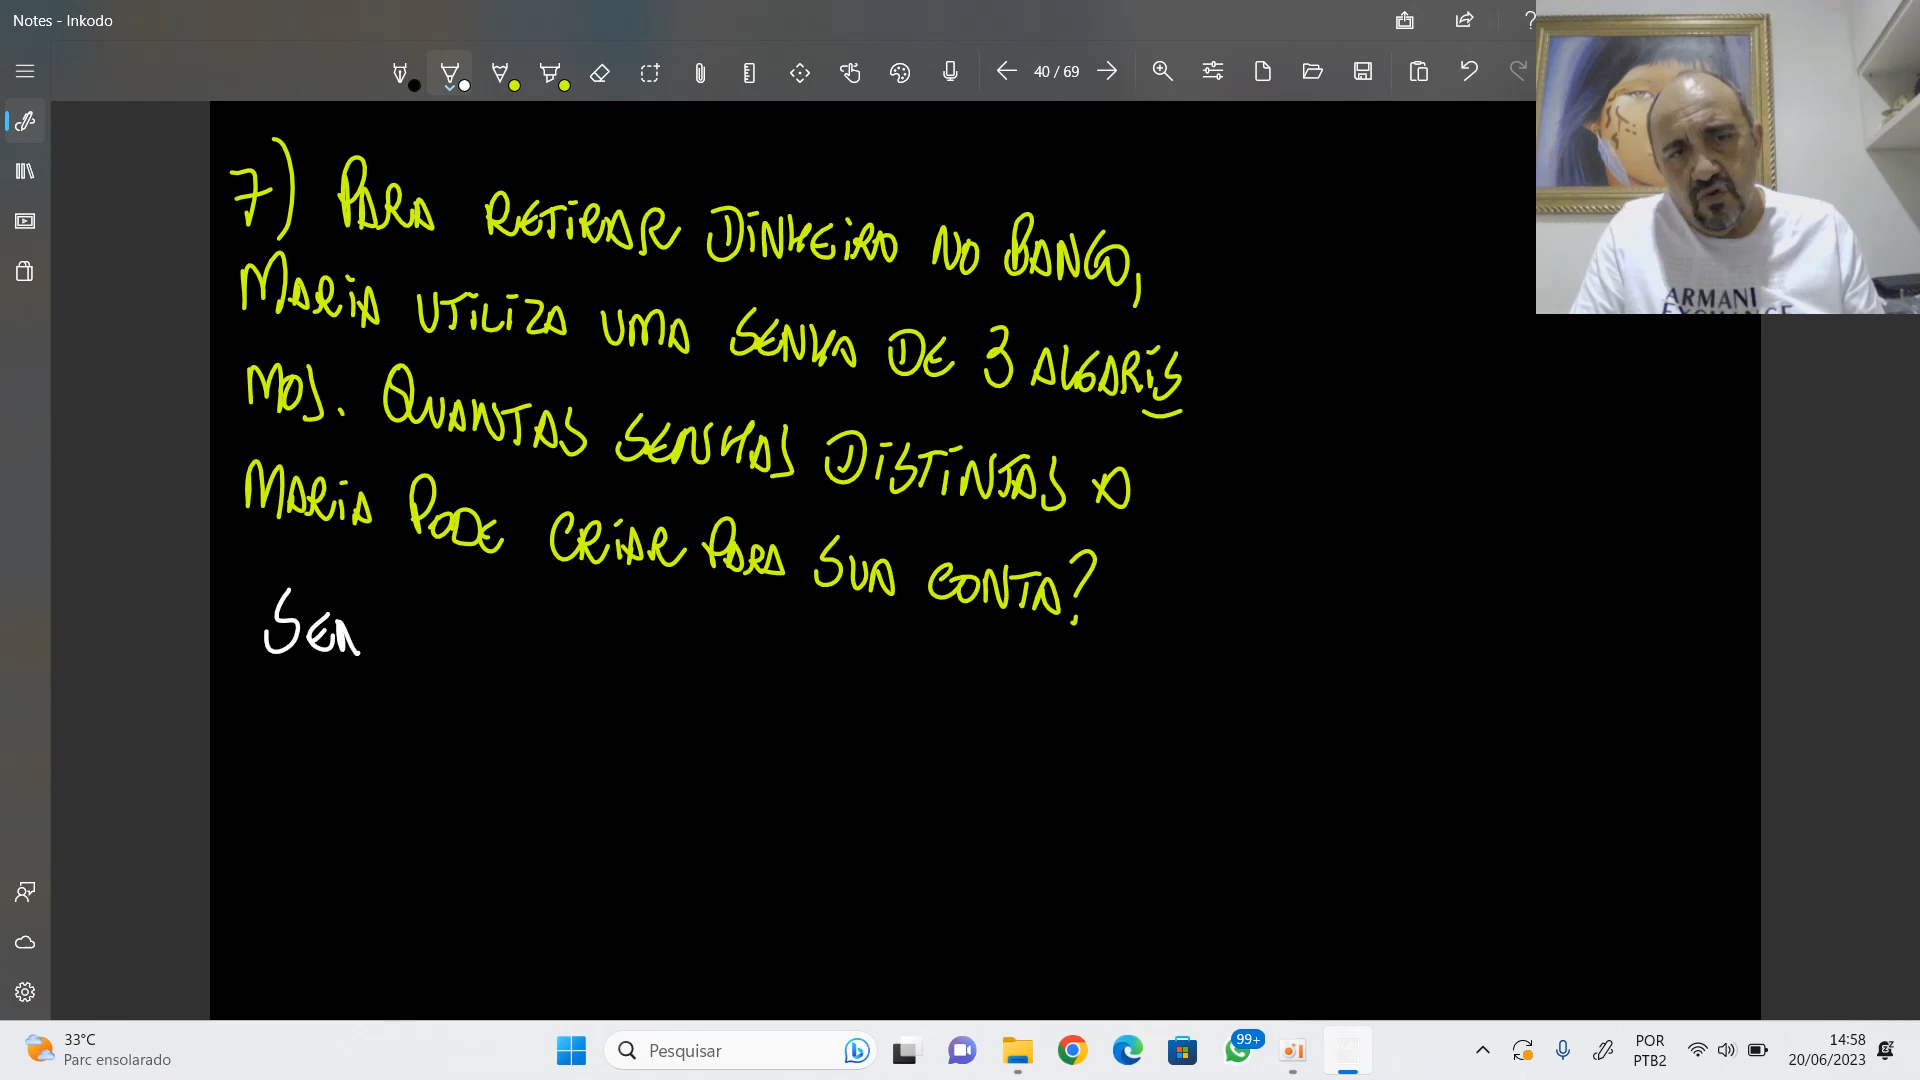 Notes - Inkodo
40 / 69
7) PARA RETIRAR DINHEIRO NO BANCO,
MARIA UTILIZA UMA SENHA DE 3 ALGARIS
MOS. QUANTAS SENHAS DISTINTAS A
MARIA PODE CRIAR PARA SUA CONTA?
SEN
ARMANI
EXCHANGE
33°C
Parc ensolarado
Pesquisar
99+
POR
PTB2
14:58
20/06/2023